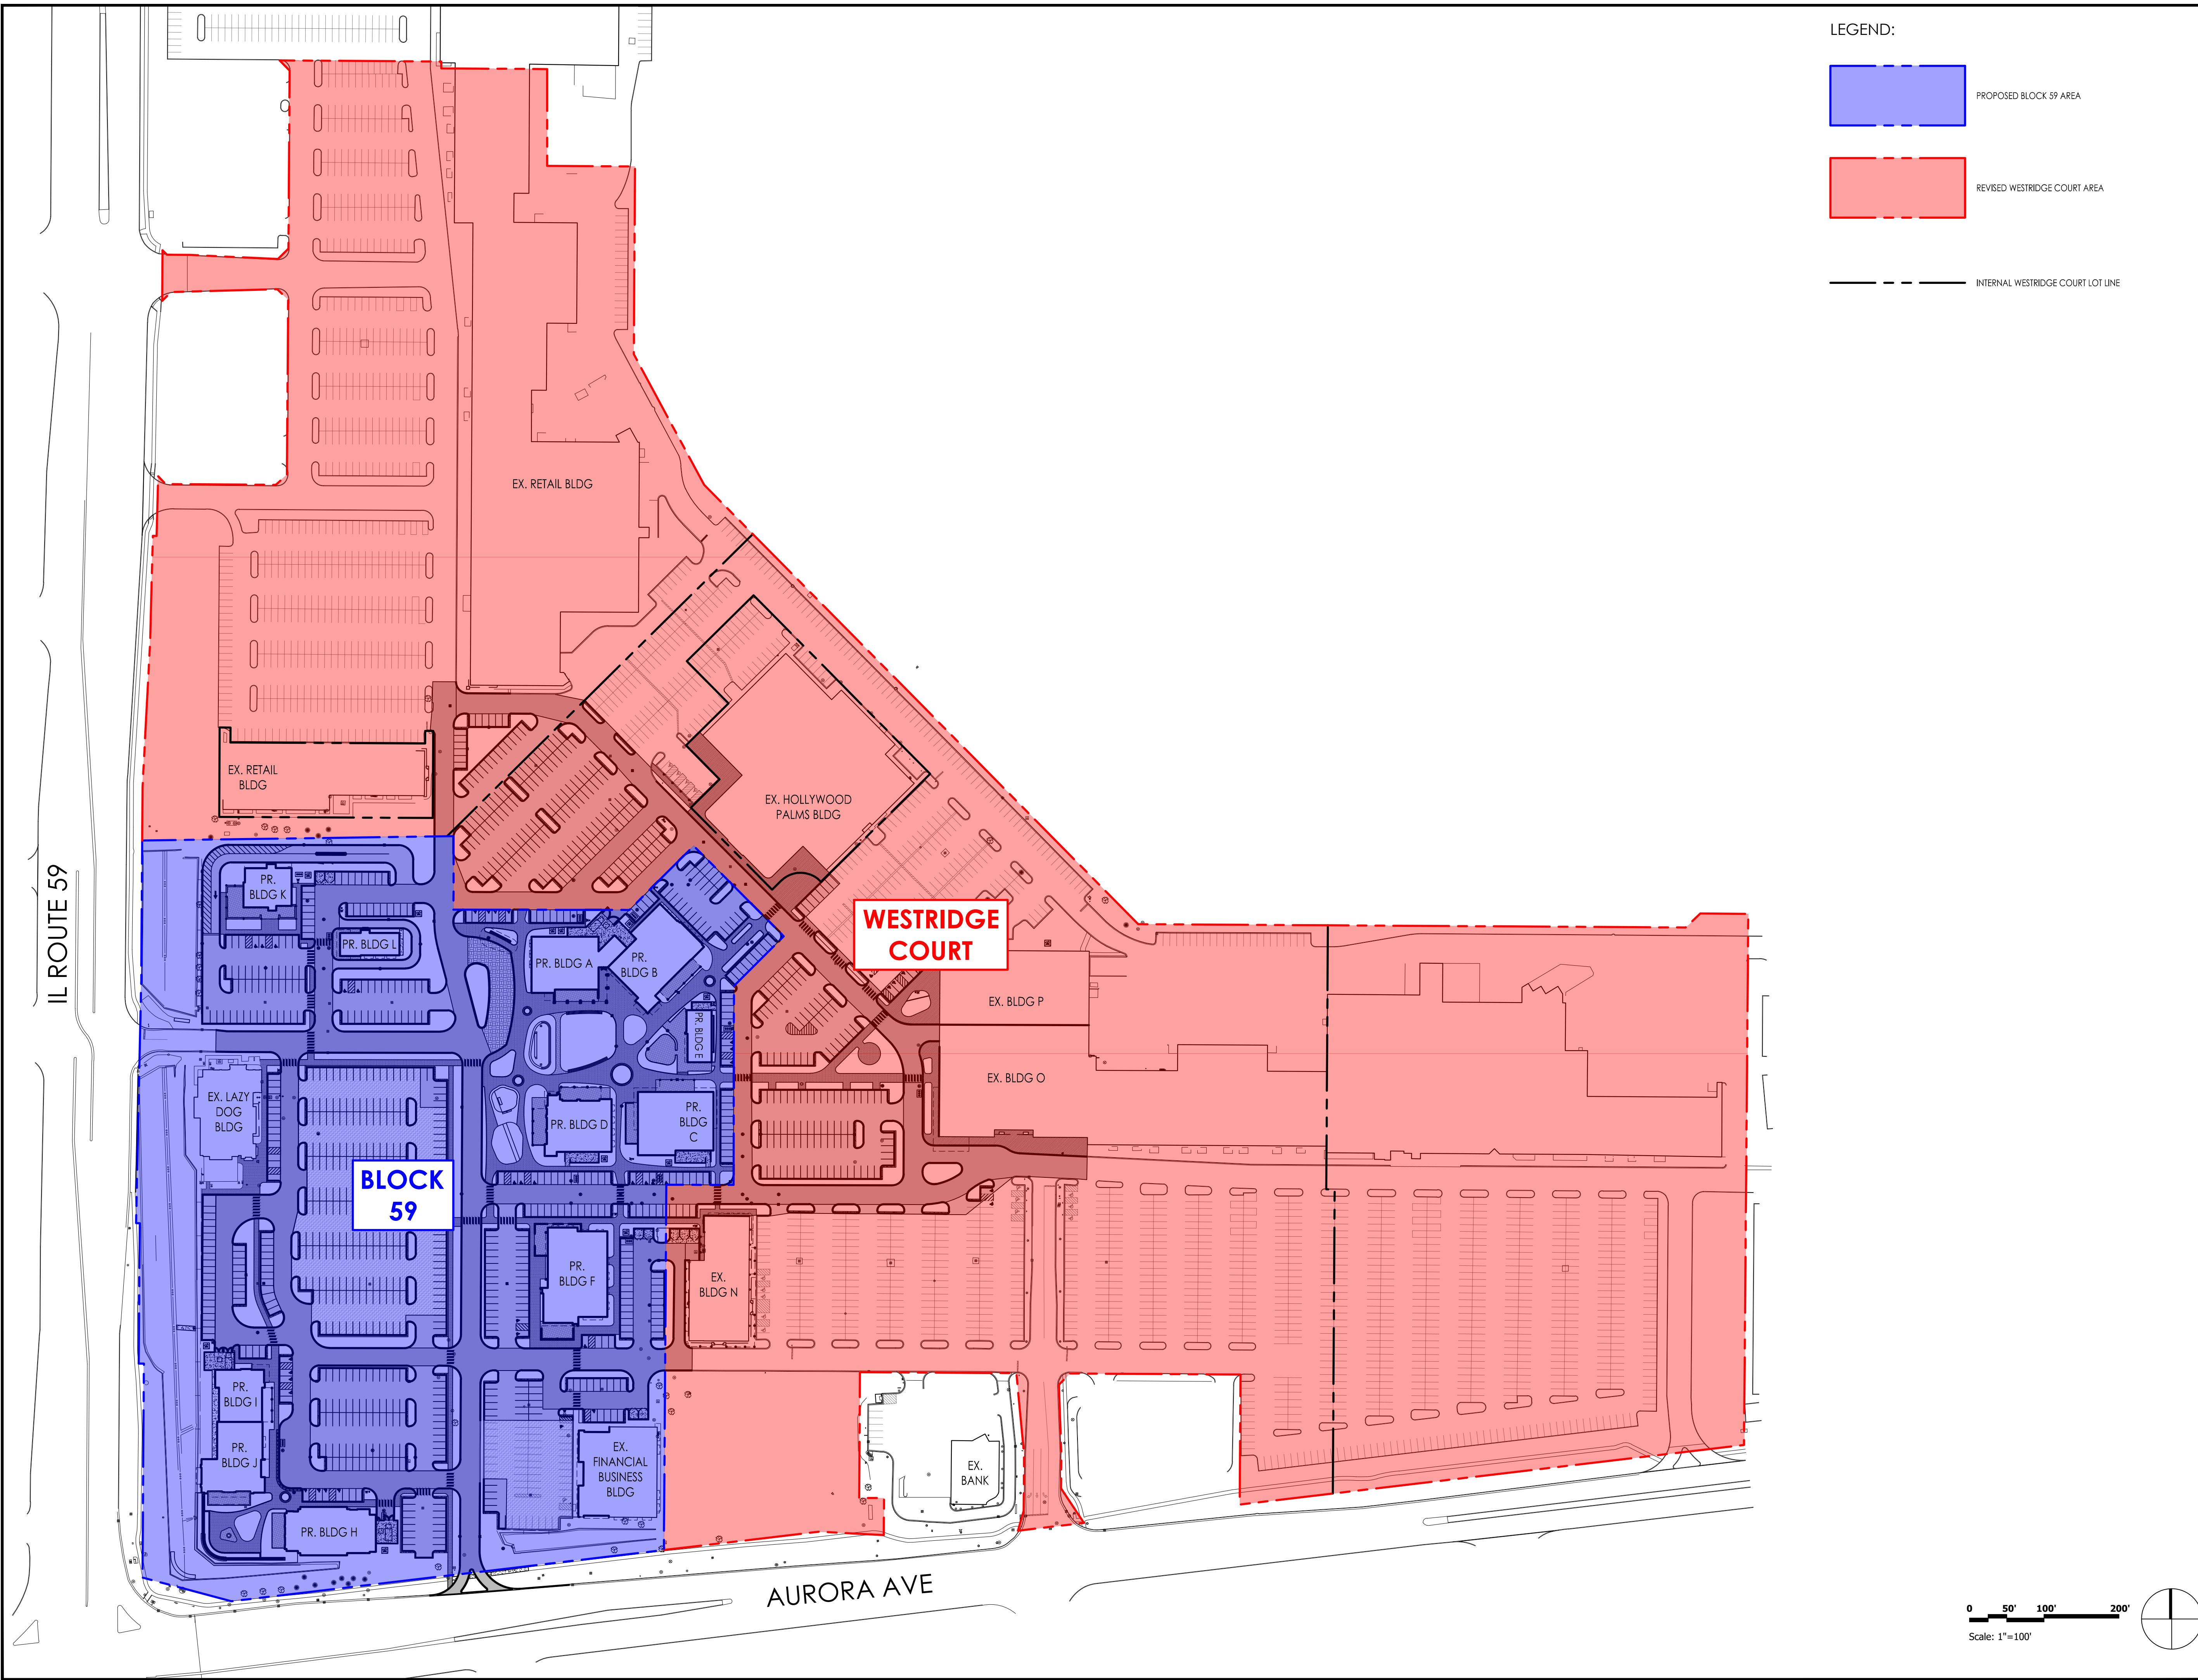 LEGEND:
PROPOSED BLOCK 59 AREA
REVISED WESTRIDGE COURT AREA
INTERNAL WESTRIDGE COURT LOT LINE
EX. RETAIL BLDG
EX. RETAIL
BLDG
EX. HOLLYWOOD
PALMS BLDG
IL ROUTE 59
PR.
BLDG K
PR. BLDG L
PR. BLDG A
PR.
BLDG B
WESTRIDGE
COURT
EX. BLDG P
PR. BLDG E
EX. BLDG O
EX. LAZY
DOG
BLDG
PR. BLDG D
PR.
BLDG
C
BLOCK
59
PR.
BLDG F
EX.
BLDG N
PR.
BLDG I
PR.
BLDG J
EX.
FINANCIAL
BUSINESS
BLDG
EX.
BANK
PR. BLDG H
AURORA AVE
0 50' 100' 200'
Scale: 1"=100'